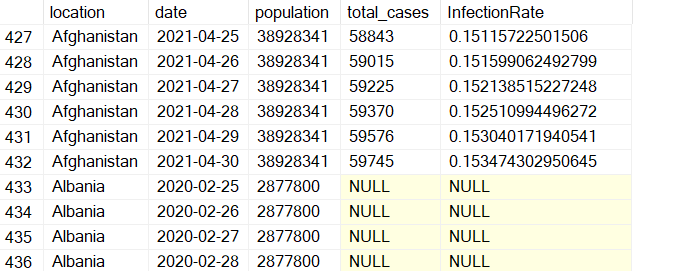 location date population total_cases InfectionRate
427 Afghanistan 2021-04-25 38928341 58843 0.15115722501506
428 Afghanistan 2021-04-26 38928341 59015 0.151599062492799
429 Afghanistan 2021-04-27 38928341 59225 0.152138515227248
430 Afghanistan 2021-04-28 38928341 59370 0.152510994496272
431 Afghanistan 2021-04-29 38928341 59576 0.153040171940541
432 Afghanistan 2021-04-30 38928341 59745 0.153474302950645
433 Albania 2020-02-25 2877800 NULL NULL
434 Albania 2020-02-26 2877800 NULL NULL
435 Albania 2020-02-27 2877800 NULL NULL
436 Albania 2020-02-28 2877800 NULL NULL